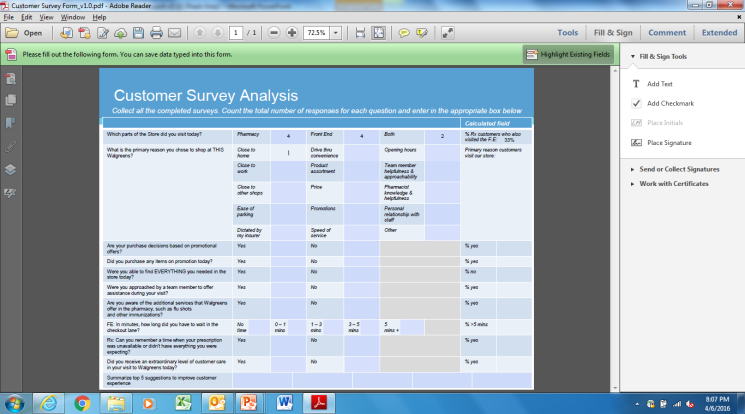 Customer Survey Form_v1.0.pdf - Adobe Reader
File Edit View Window Help
Open 1 / 1 72.5% Tools Fill & Sign Comment Extended
Please fill out the following form. You can save data typed into this form. Highlight Existing Fields
Customer Survey Analysis
Collect all the completed surveys. Count the total number of responses for each question and enter in the appropriate box below
Calculated field
Which parts of the Store did you visit today? Pharmacy 4 Front End 4 Both 2 % Rx customers who also
visited the F.E: 33%
What is the primary reason you chose to shop at THIS
Walgreens? Close to
home Drive thru
convenience Opening hours Primary reason customers
visit our store:
Close to
work Product
assortment Team member
helpfulness &
approachability
Close to
other shops Price Pharmacist
knowledge &
helpfulness
Ease of
parking Promotions Personal
relationship with
staff
Dictated by
my insurer Speed of
service Other
Are your purchase decisions based on promotional
offers? Yes No % yes
Did you purchase any items on promotion today? Yes No % yes
Were you able to find EVERYTHING you needed in the
store today? Yes No % no
Were you approached by a team member to offer
assistance during your visit? Yes No % yes
Are you aware of the additional services that Walgreens
offer in the pharmacy, such as flu shots
and other immunizations? Yes No % yes
FE: In minutes, how long did you have to wait in the
checkout lane? No
time 0 – 1
mins 1 – 3
mins 3 – 5
mins 5
mins + % >5 mins
Rx: Can you remember a time when your prescription
was unavailable or didn't have everything you were
expecting? Yes No % yes
Did you receive an extraordinary level of customer care
in your visit to Walgreens today? Yes No % yes
Summarize top 5 suggestions to improve customer
experience
Fill & Sign Tools
Add Text
Add Checkmark
Place Initials
Place Signature
Send or Collect Signatures
Work with Certificates
8:07 PM
4/6/2016